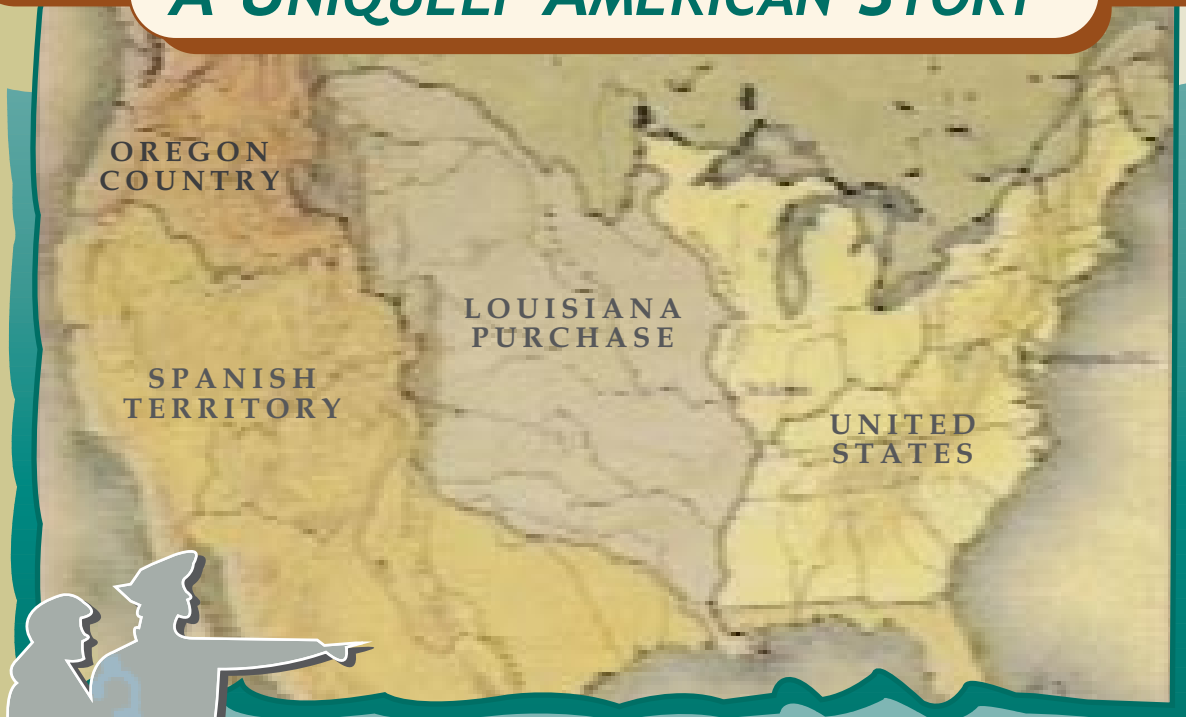 A UNIQUELY AMERICAN STORY
OREGON
COUNTRY
LOUISIANA
PURCHASE
SPANISH
TERRITORY
UNITED
STATES